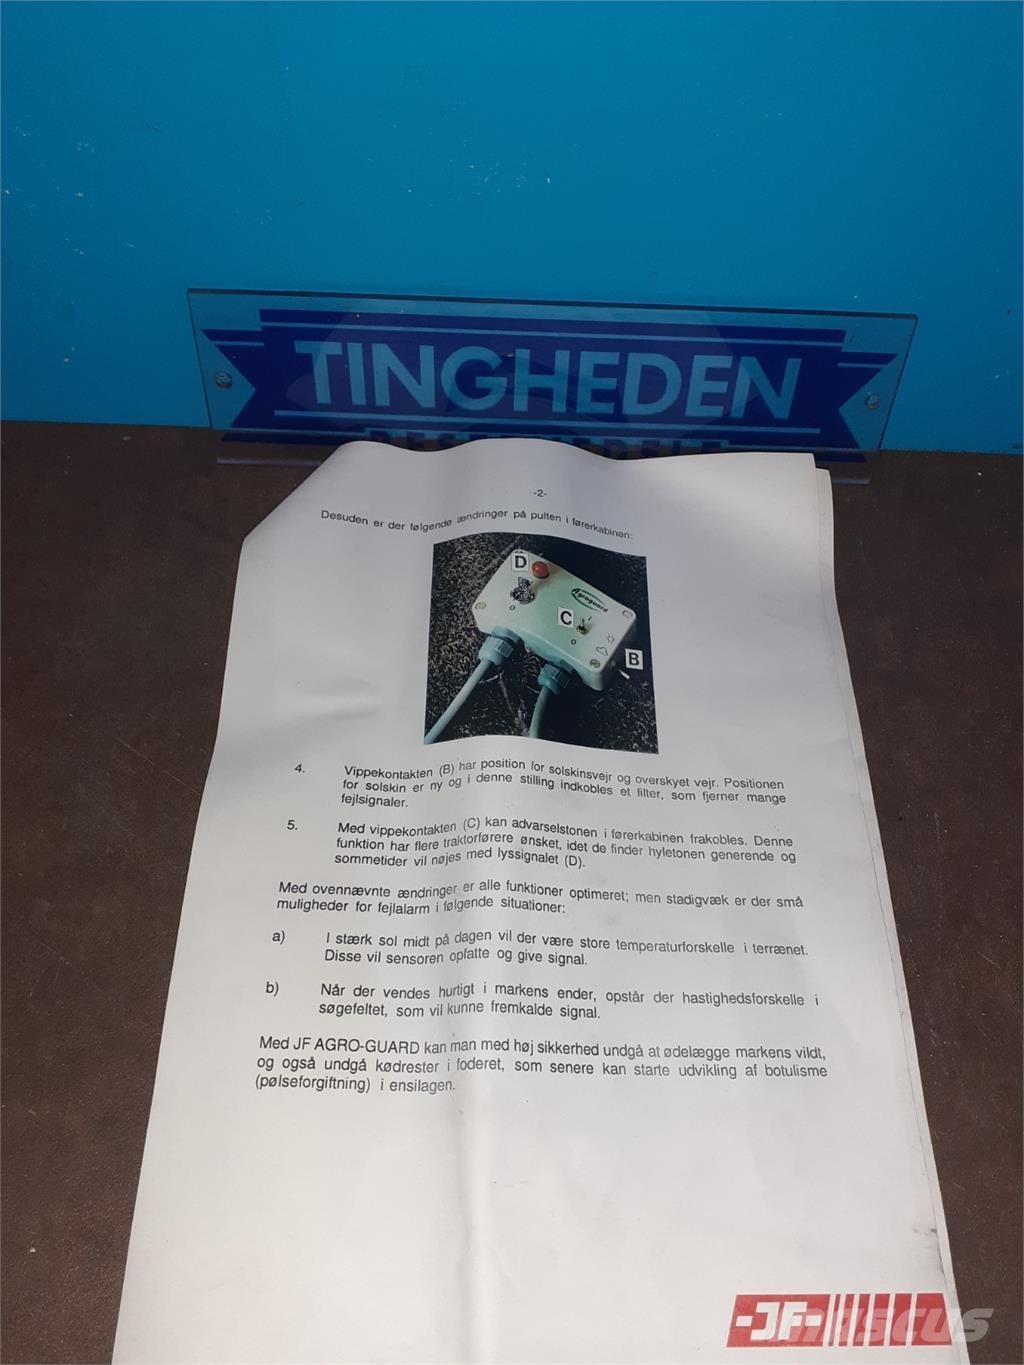 TINGHEDEN
-2-
Desuden er der følgende ændringer på pulten i førerkabinen:
D
Agroguard
C
B
4. Vippekontakten (B) har position for solskinsvejr og overskyet vejr. Positionen
for solskin er ny og i denne stilling indkobles et filter, som fjerner mange
fejlsignaler.
5. Med vippekontakten (C) kan advarselstonen i førerkabinen frakobles. Denne
funktion har flere traktorførere ønsket, idet de finder hyletonen generende og
sommetider vil nøjes med lyssignalet (D).
Med ovennævnte ændringer er alle funktioner optimeret; men stadigvæk er der små
muligheder for fejlalarm i følgende situationer:
a) I stærk sol midt på dagen vil der være store temperaturforskelle i terrænet.
Disse vil sensoren opfatte og give signal.
b) Når der vendes hurtigt i markens ender, opstår der hastighedsforskelle i
søgefeltet, som vil kunne fremkalde signal.
Med JF AGRO-GUARD kan man med høj sikkerhed undgå at ødelægge markens vildt,
og også undgå kødrester i foderet, som senere kan starte udvikling af botulisme
(pølseforgiftning) i ensilagen.
-JF-
MASCUS